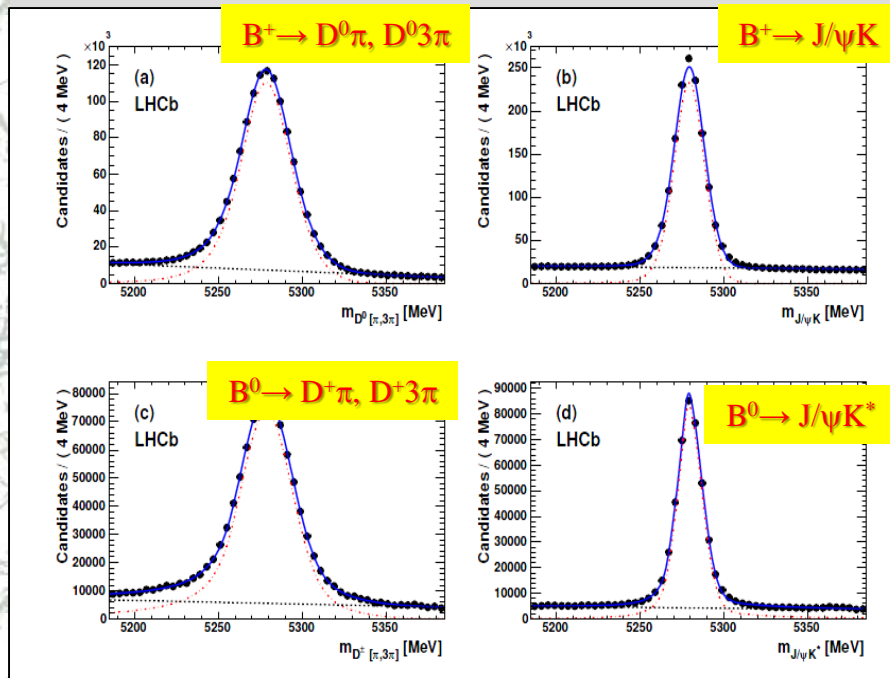 B⁺→ D⁰π, D⁰3π
×10³
120
100
80
60
40
20
0
Candidates / ( 4 MeV )
(a)
LHCb
5200
5250
5300
5350
m_D⁰ [π,3π] [MeV]
B⁺→ J/ψK
×10³
250
200
150
100
50
0
Candidates / ( 4 MeV )
(b)
LHCb
5200
5250
5300
5350
m_J/ψK [MeV]
B⁰→ D⁺π, D⁺3π
80000
70000
60000
50000
40000
30000
20000
10000
0
Candidates / ( 4 MeV )
(c)
LHCb
5200
5250
5300
5350
m_D± [π,3π] [MeV]
B⁰→ J/ψK*
90000
80000
70000
60000
50000
40000
30000
20000
10000
0
Candidates / ( 4 MeV )
(d)
LHCb
5200
5250
5300
5350
m_J/ψK* [MeV]